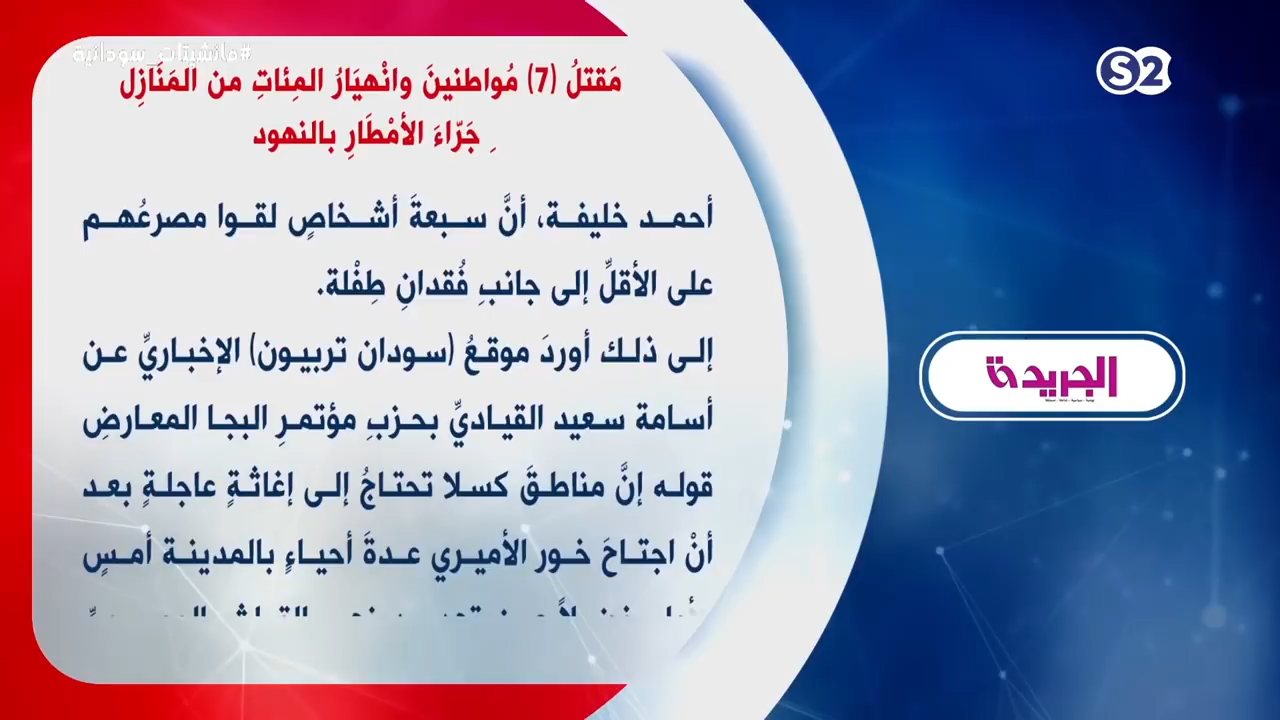 #مانشيتات_سودانية
S2
مَقتلُ (7) مُواطنينَ وانْهيَارُ المِئاتِ من المَنَازِل
ِ جَرّاءَ الأمْطَارِ بالنهود
أحمد خليفة، أنَّ سبعةَ أشخاصٍ لقوا مصرعُهم
على الأقلِّ إلى جانبِ فُقدانِ طِفْلة.
إلى ذلك أوردَ موقعُ (سودان تربيون) الإخباريِّ عن
أسامة سعيد القياديِّ بحزبِ مؤتمرِ البجا المعارضِ
قوله إنَّ مناطقَ كسلا تحتاجُ إلى إغاثةٍ عاجلةٍ بعد
أنْ اجتاحَ خور الأميري عدةَ أحياءٍ بالمدينة أمسٍ
الجريدة